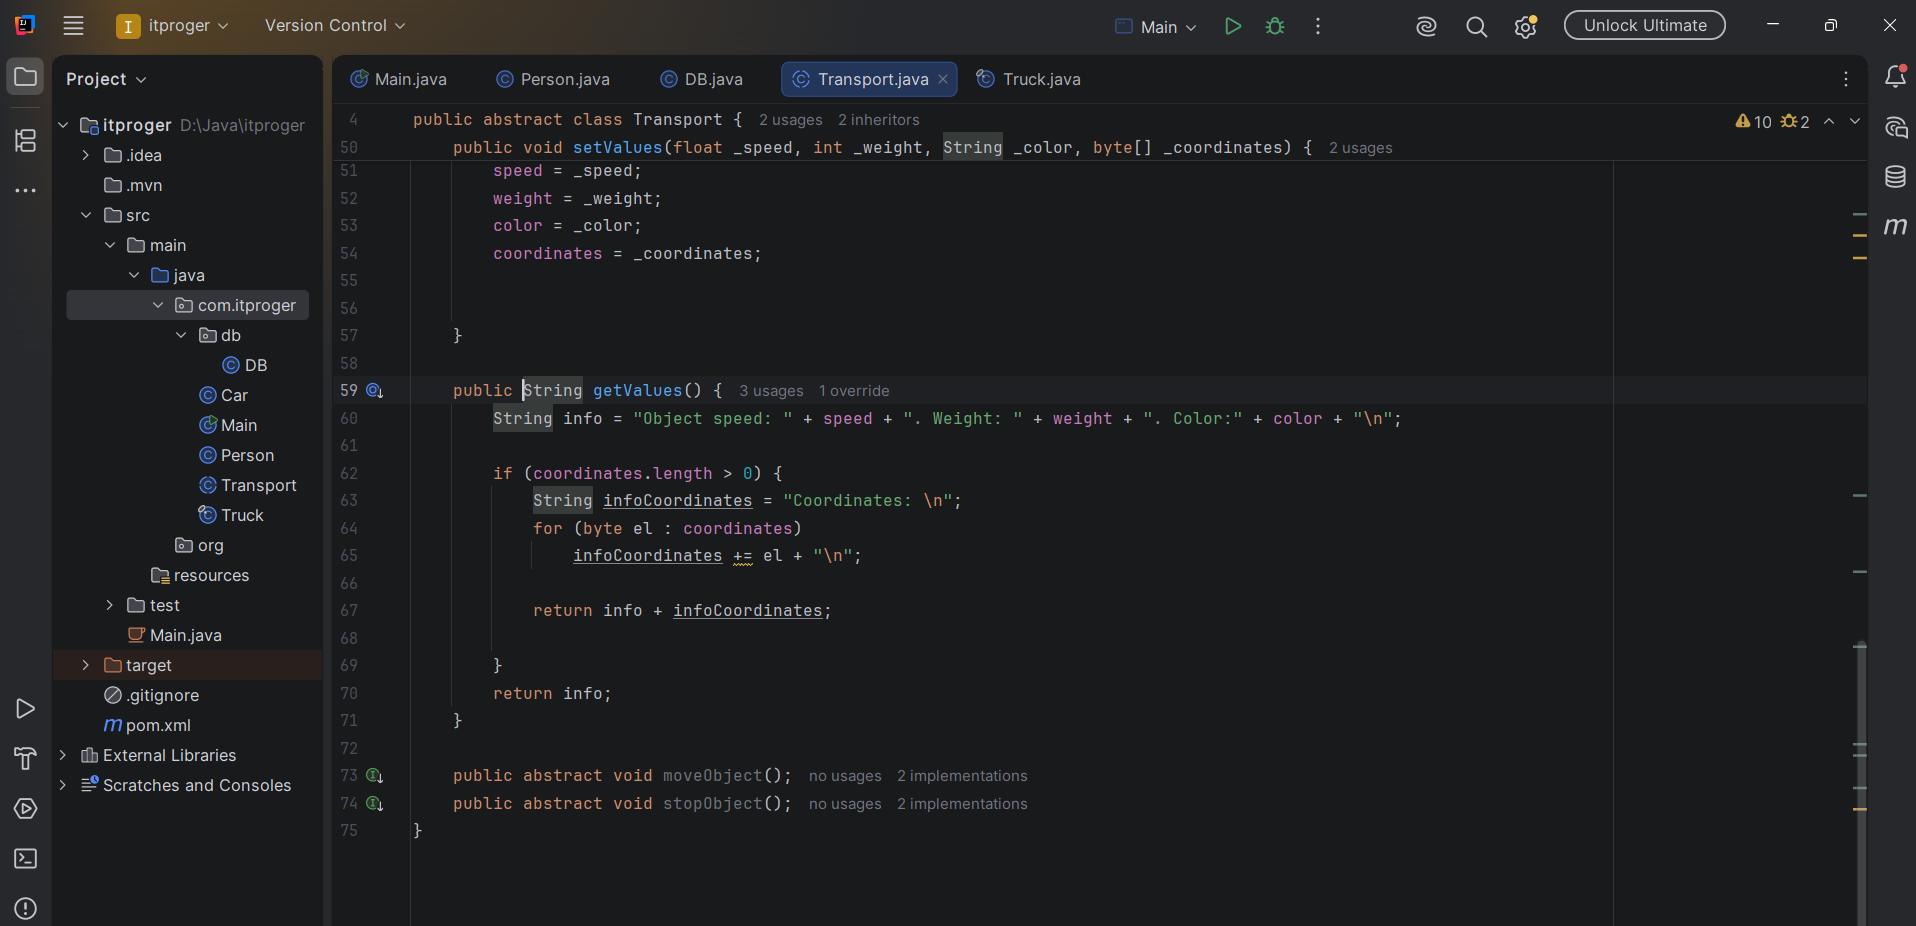 itproger
Version Control
Main
Unlock Ultimate
Project
Main.java
Person.java
DB.java
Transport.java
Truck.java
itproger D:\Java\itproger
.idea
.mvn
src
main
java
com.itproger
db
DB
Car
Main
Person
Transport
Truck
org
resources
test
Main.java
target
.gitignore
m pom.xml
External Libraries
Scratches and Consoles
4 public abstract class Transport { 2 usages 2 inheritors
10 2
50 public void setValues(float _speed, int _weight, String _color, byte[] _coordinates) { 2 usages
51 speed = _speed;
52 weight = _weight;
53 color = _color;
54 coordinates = _coordinates;
55
56
57 }
58
59 public String getValues() { 3 usages 1 override
60 String info = "Object speed: " + speed + ". Weight: " + weight + ". Color:" + color + "\n";
61
62 if (coordinates.length > 0) {
63 String infoCoordinates = "Coordinates: \n";
64 for (byte el : coordinates)
65 infoCoordinates += el + "\n";
66
67 return info + infoCoordinates;
68
69 }
70 return info;
71 }
72
73 public abstract void moveObject(); no usages 2 implementations
74 public abstract void stopObject(); no usages 2 implementations
75 }
m